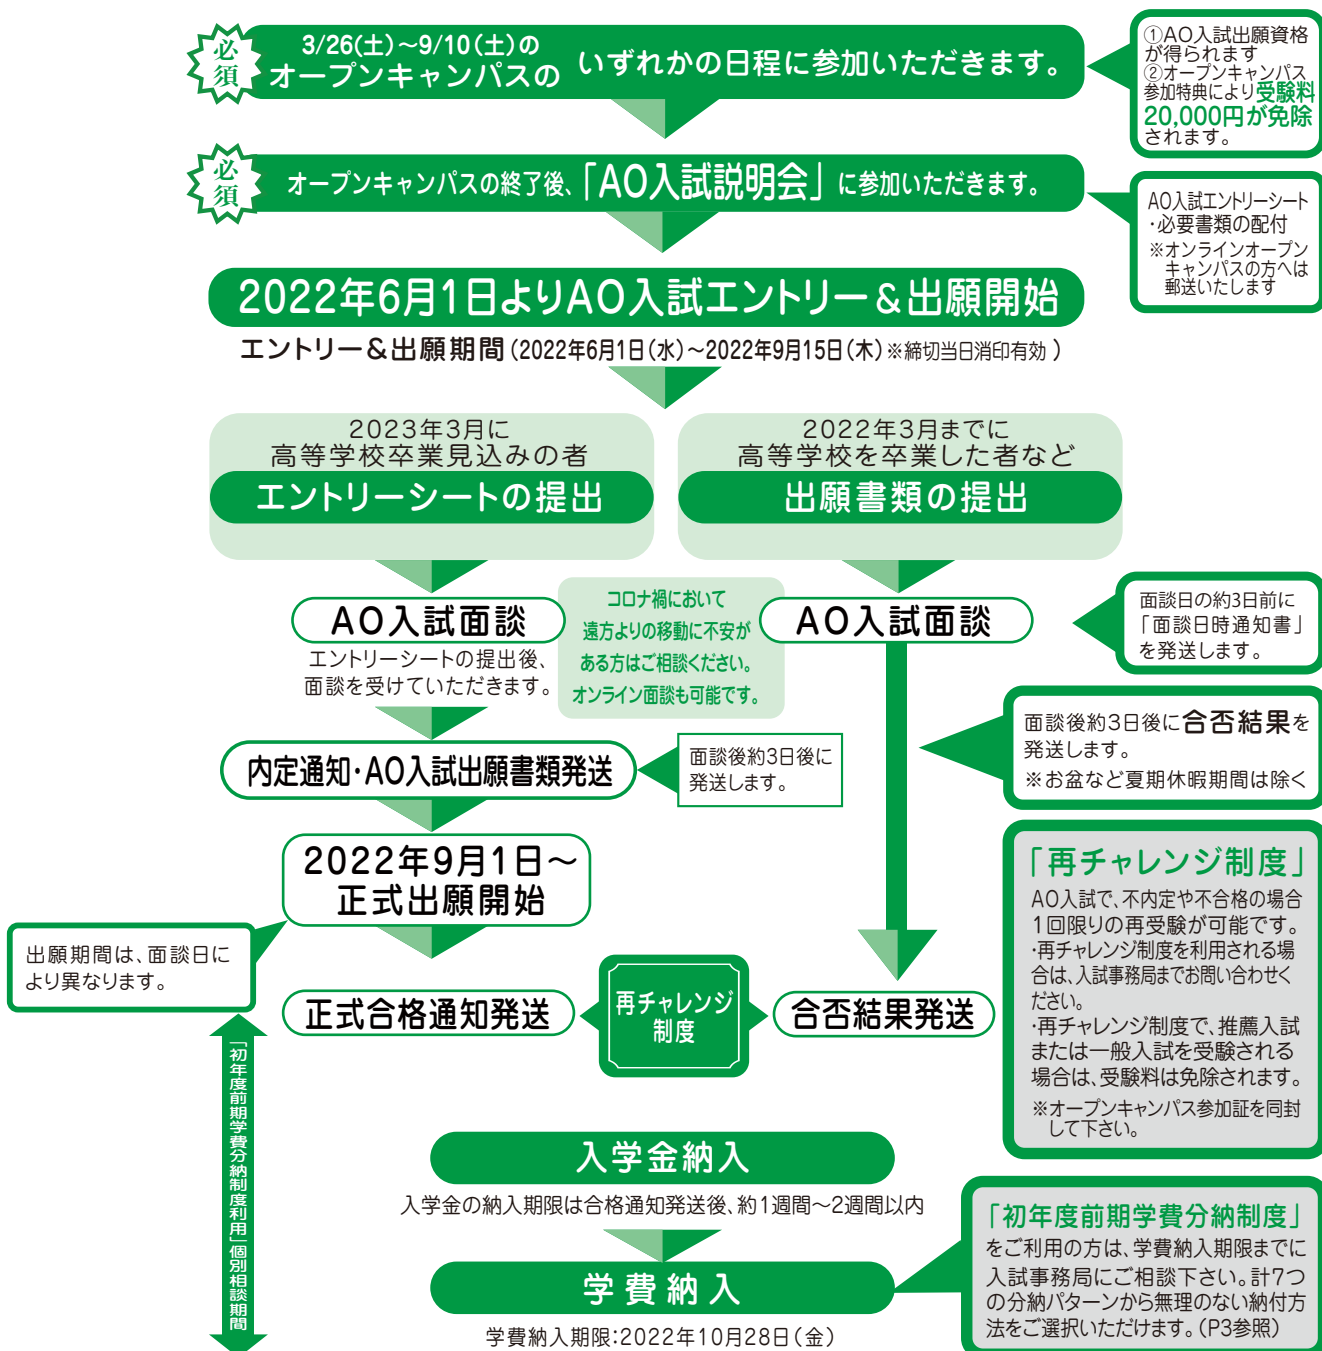 必須
3/26(土)～9/10(土)の
オープンキャンパスの
いずれかの日程に参加いただきます。
①AO入試出願資格
が得られます
②オープンキャンパス
参加特典により受験料
20,000円が免除
されます。
必須
オープンキャンパスの終了後、「AO入試説明会」に参加いただきます。
AO入試エントリーシート
・必要書類の配付
※オンラインオープン
キャンパスの方へは
郵送いたします
2022年6月1日よりAO入試エントリー＆出願開始
エントリー＆出願期間(2022年6月1日(水)～2022年9月15日(木)※締切当日消印有効)
2023年3月に
高等学校卒業見込みの者
エントリーシートの提出
2022年3月までに
高等学校を卒業した者など
出願書類の提出
AO入試面談
エントリーシートの提出後、
面談を受けていただきます。
コロナ禍において
遠方よりの移動に不安が
ある方はご相談ください。
オンライン面談も可能です。
AO入試面談
面談日の約3日前に
「面談日時通知書」
を発送します。
面談後約3日後に合否結果を
発送します。
※お盆など夏期休暇期間は除く
内定通知・AO入試出願書類発送
面談後約3日後に
発送します。
2022年9月1日～
正式出願開始
出願期間は、面談日に
より異なります。
「再チャレンジ制度」
AO入試で、不内定や不合格の場合
1回限りの再受験が可能です。
・再チャレンジ制度を利用される場
合は、入試事務局までお問い合わせく
ださい。
・再チャレンジ制度で、推薦入試
または一般入試を受験される
場合は、受験料は免除されます。
※オープンキャンパス参加証を同封
して下さい。
正式合格通知発送
再チャレンジ
制度
合否結果発送
「初年度前期学費分納制度利用」個別相談期間
入学金納入
入学金の納入期限は合格通知発送後、約1週間～2週間以内
学費納入
学費納入期限:2022年10月28日(金)
「初年度前期学費分納制度」
をご利用の方は、学費納入期限までに
入試事務局にご相談下さい。計7つ
の分納パターンから無理のない納付方
法をご選択いただけます。(P3参照)